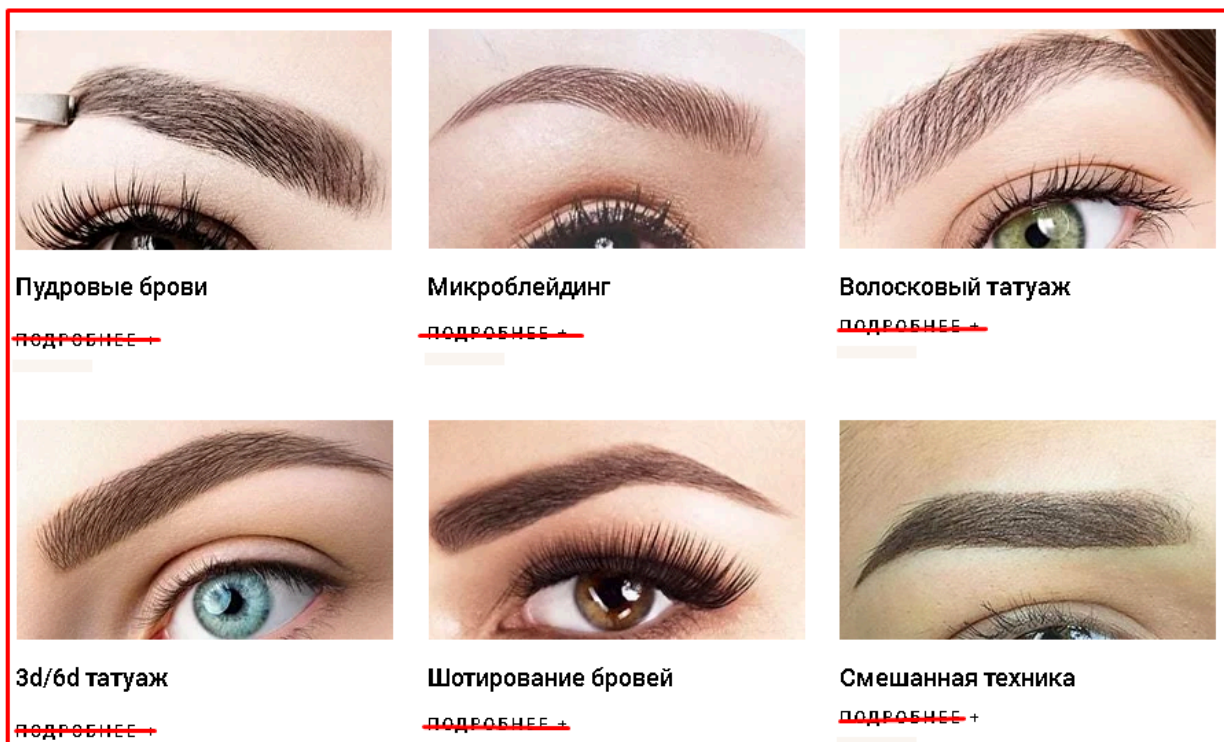 Пудровые брови
ПОДРОБНЕЕ +
Микроблейдинг
ПОДРОБНЕЕ +
Волосковый татуаж
ПОДРОБНЕЕ +
3d/6d татуаж
ПОДРОБНЕЕ +
Шотирование бровей
ПОДРОБНЕЕ +
Смешанная техника
ПОДРОБНЕЕ +